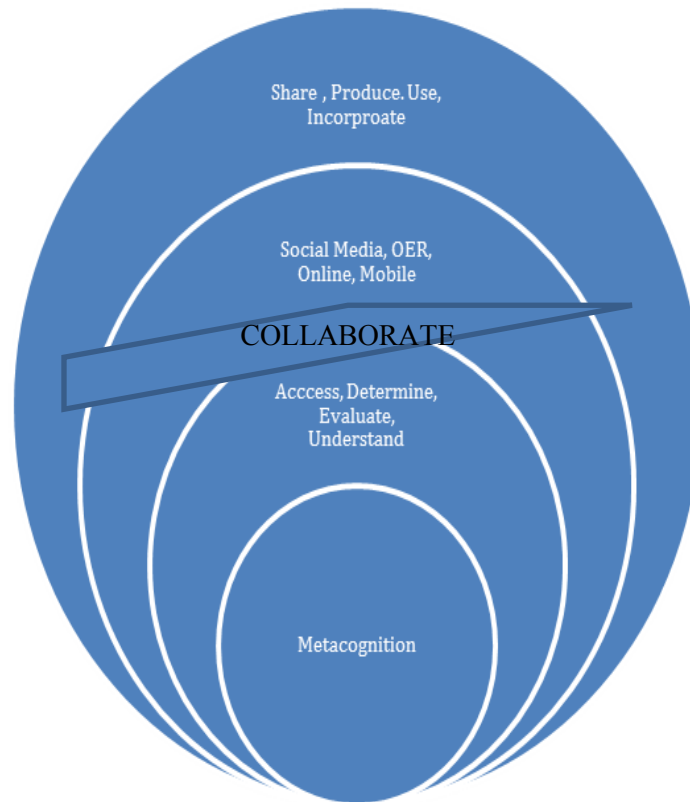 Share , Produce. Use,
Incorproate
Social Media, OER,
Online, Mobile
COLLABORATE
Acccess, Determine,
Evaluate,
Understand
Metacognition